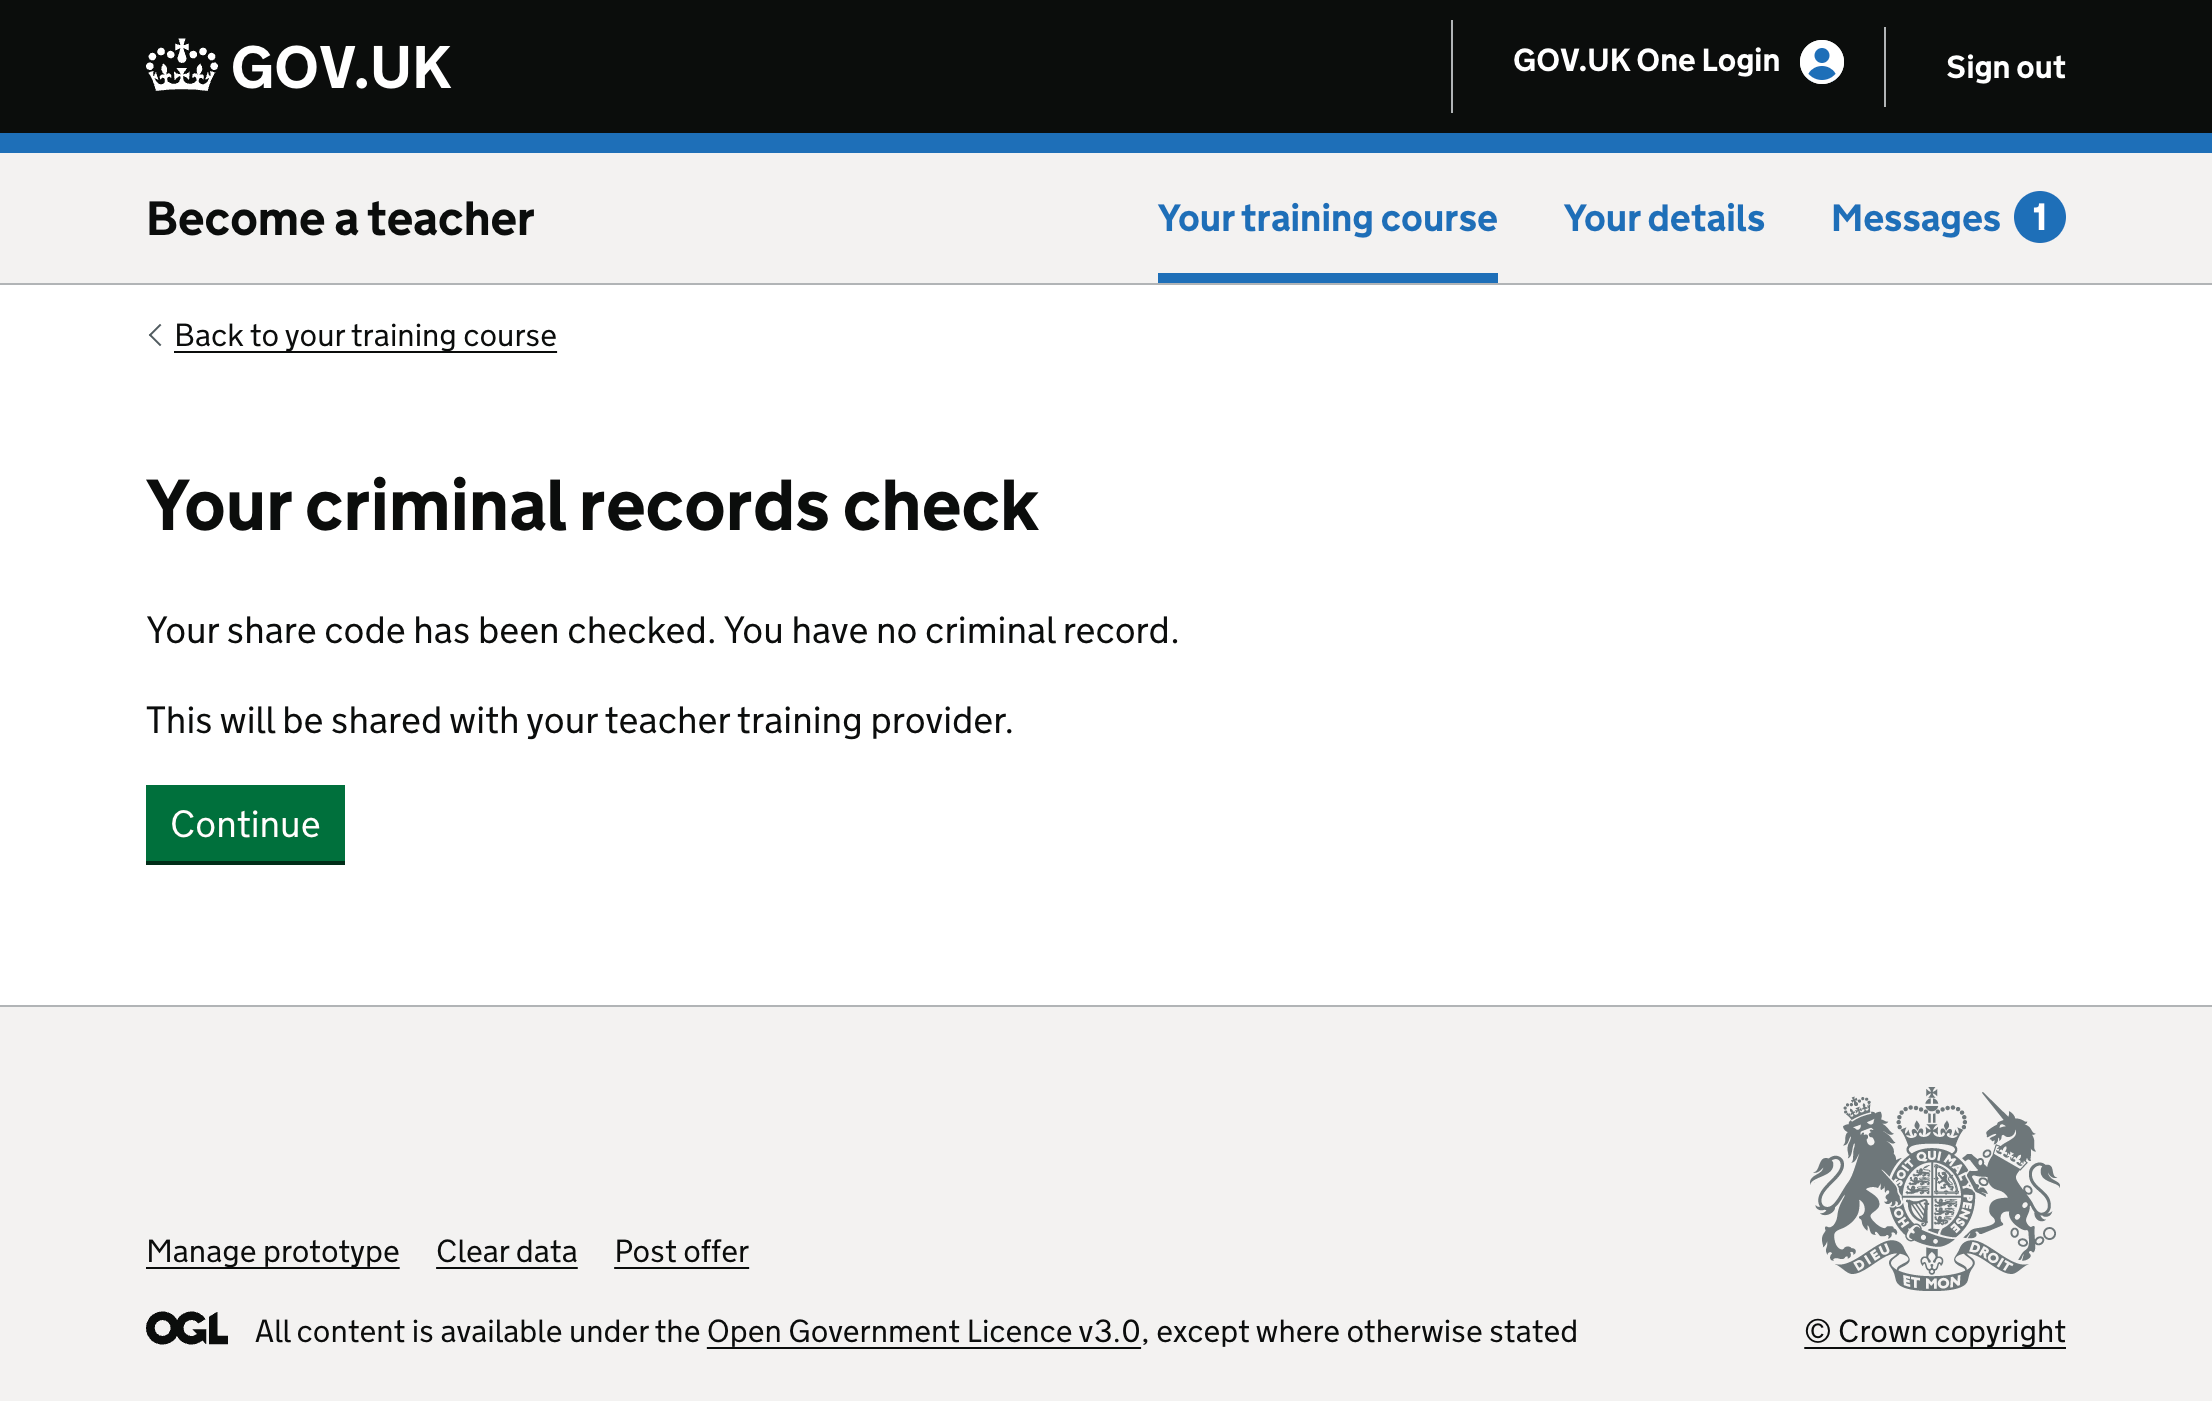 GOV.UK
GOV.UK One Login
Sign out
Become a teacher
Your training course
Your details
Messages 1
Back to your training course
Your criminal records check
Your share code has been checked. You have no criminal record.
This will be shared with your teacher training provider.
Continue
SOIT QUI MAL
PENSE
HON
DIEU
ET MON
DROIT
Manage prototype
Clear data
Post offer
OGL All content is available under the Open Government Licence v3.0, except where otherwise stated
© Crown copyright